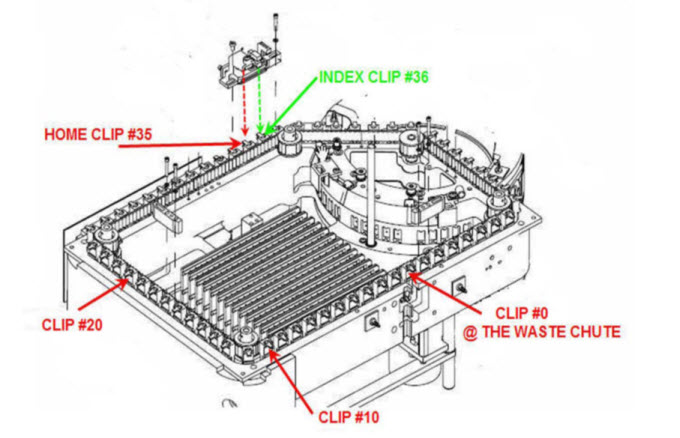 INDEX CLIP #36
HOME CLIP #35
CLIP #20
CLIP #0
@ THE WASTE CHUTE
CLIP #10